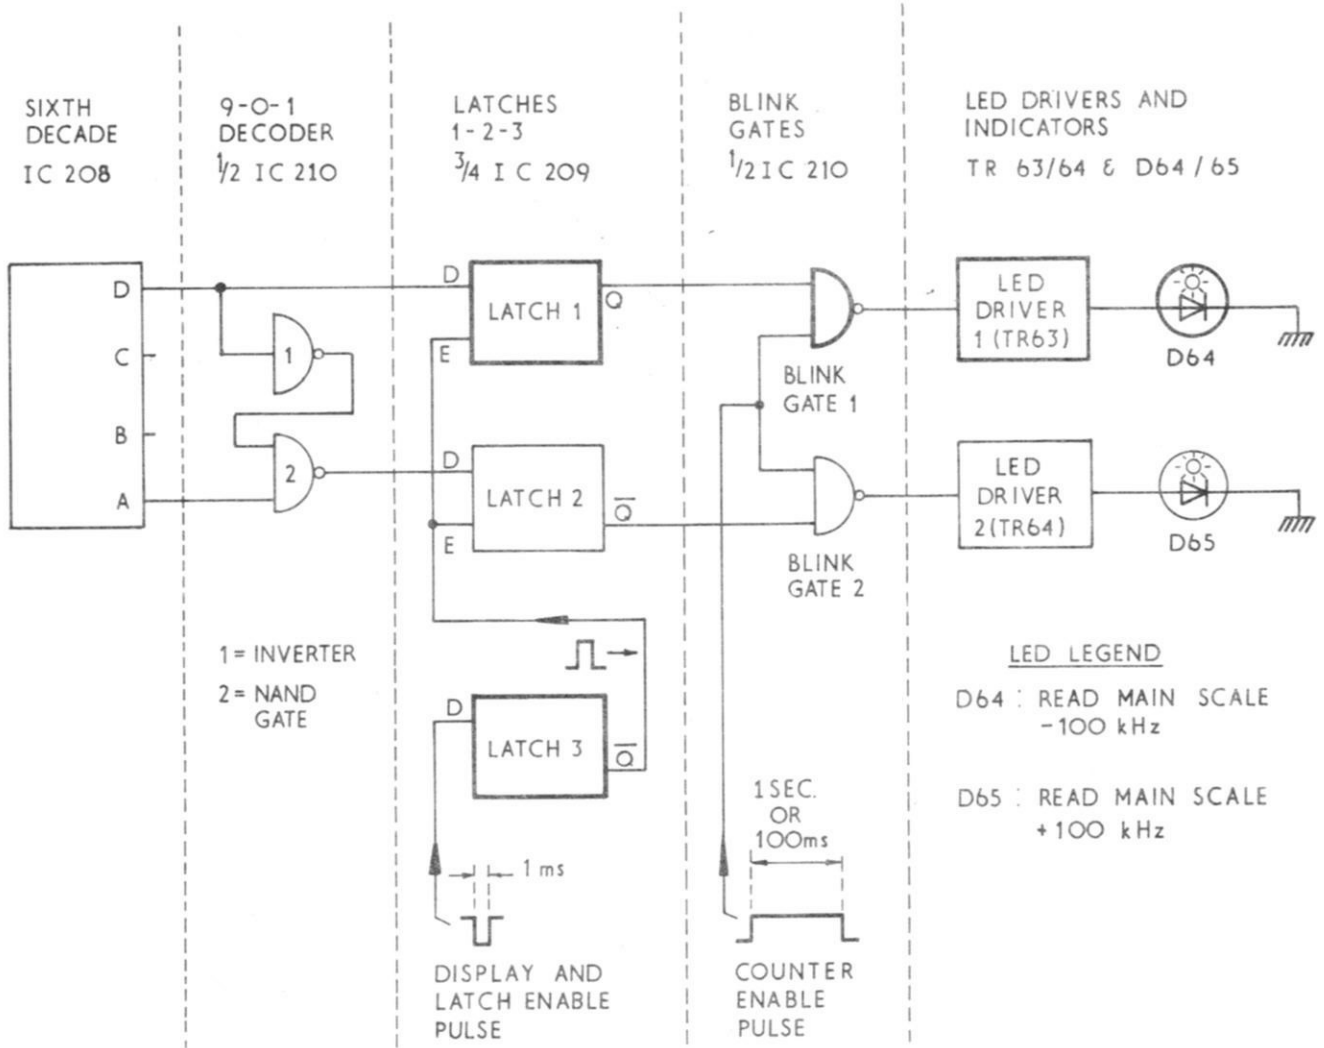 SIXTH
DECADE
IC 208
9-0-1
DECODER
1/2 IC 210
LATCHES
1-2-3
3/4 IC 209
BLINK
GATES
1/2 IC 210
LED DRIVERS AND
INDICATORS
TR 63/64 & D64/65
D
C
B
A
1
2
D
LATCH 1
Q
E
D
LATCH 2
Q̅
E
D
LATCH 3
Q̅
BLINK
GATE 1
BLINK
GATE 2
LED
DRIVER
1 (TR63)
D64
LED
DRIVER
2 (TR64)
D65
1 = INVERTER
2 = NAND
GATE
1 ms
DISPLAY AND
LATCH ENABLE
PULSE
1 SEC.
OR
100ms
COUNTER
ENABLE
PULSE
LED LEGEND
D64 : READ MAIN SCALE
-100 kHz
D65 : READ MAIN SCALE
+100 kHz